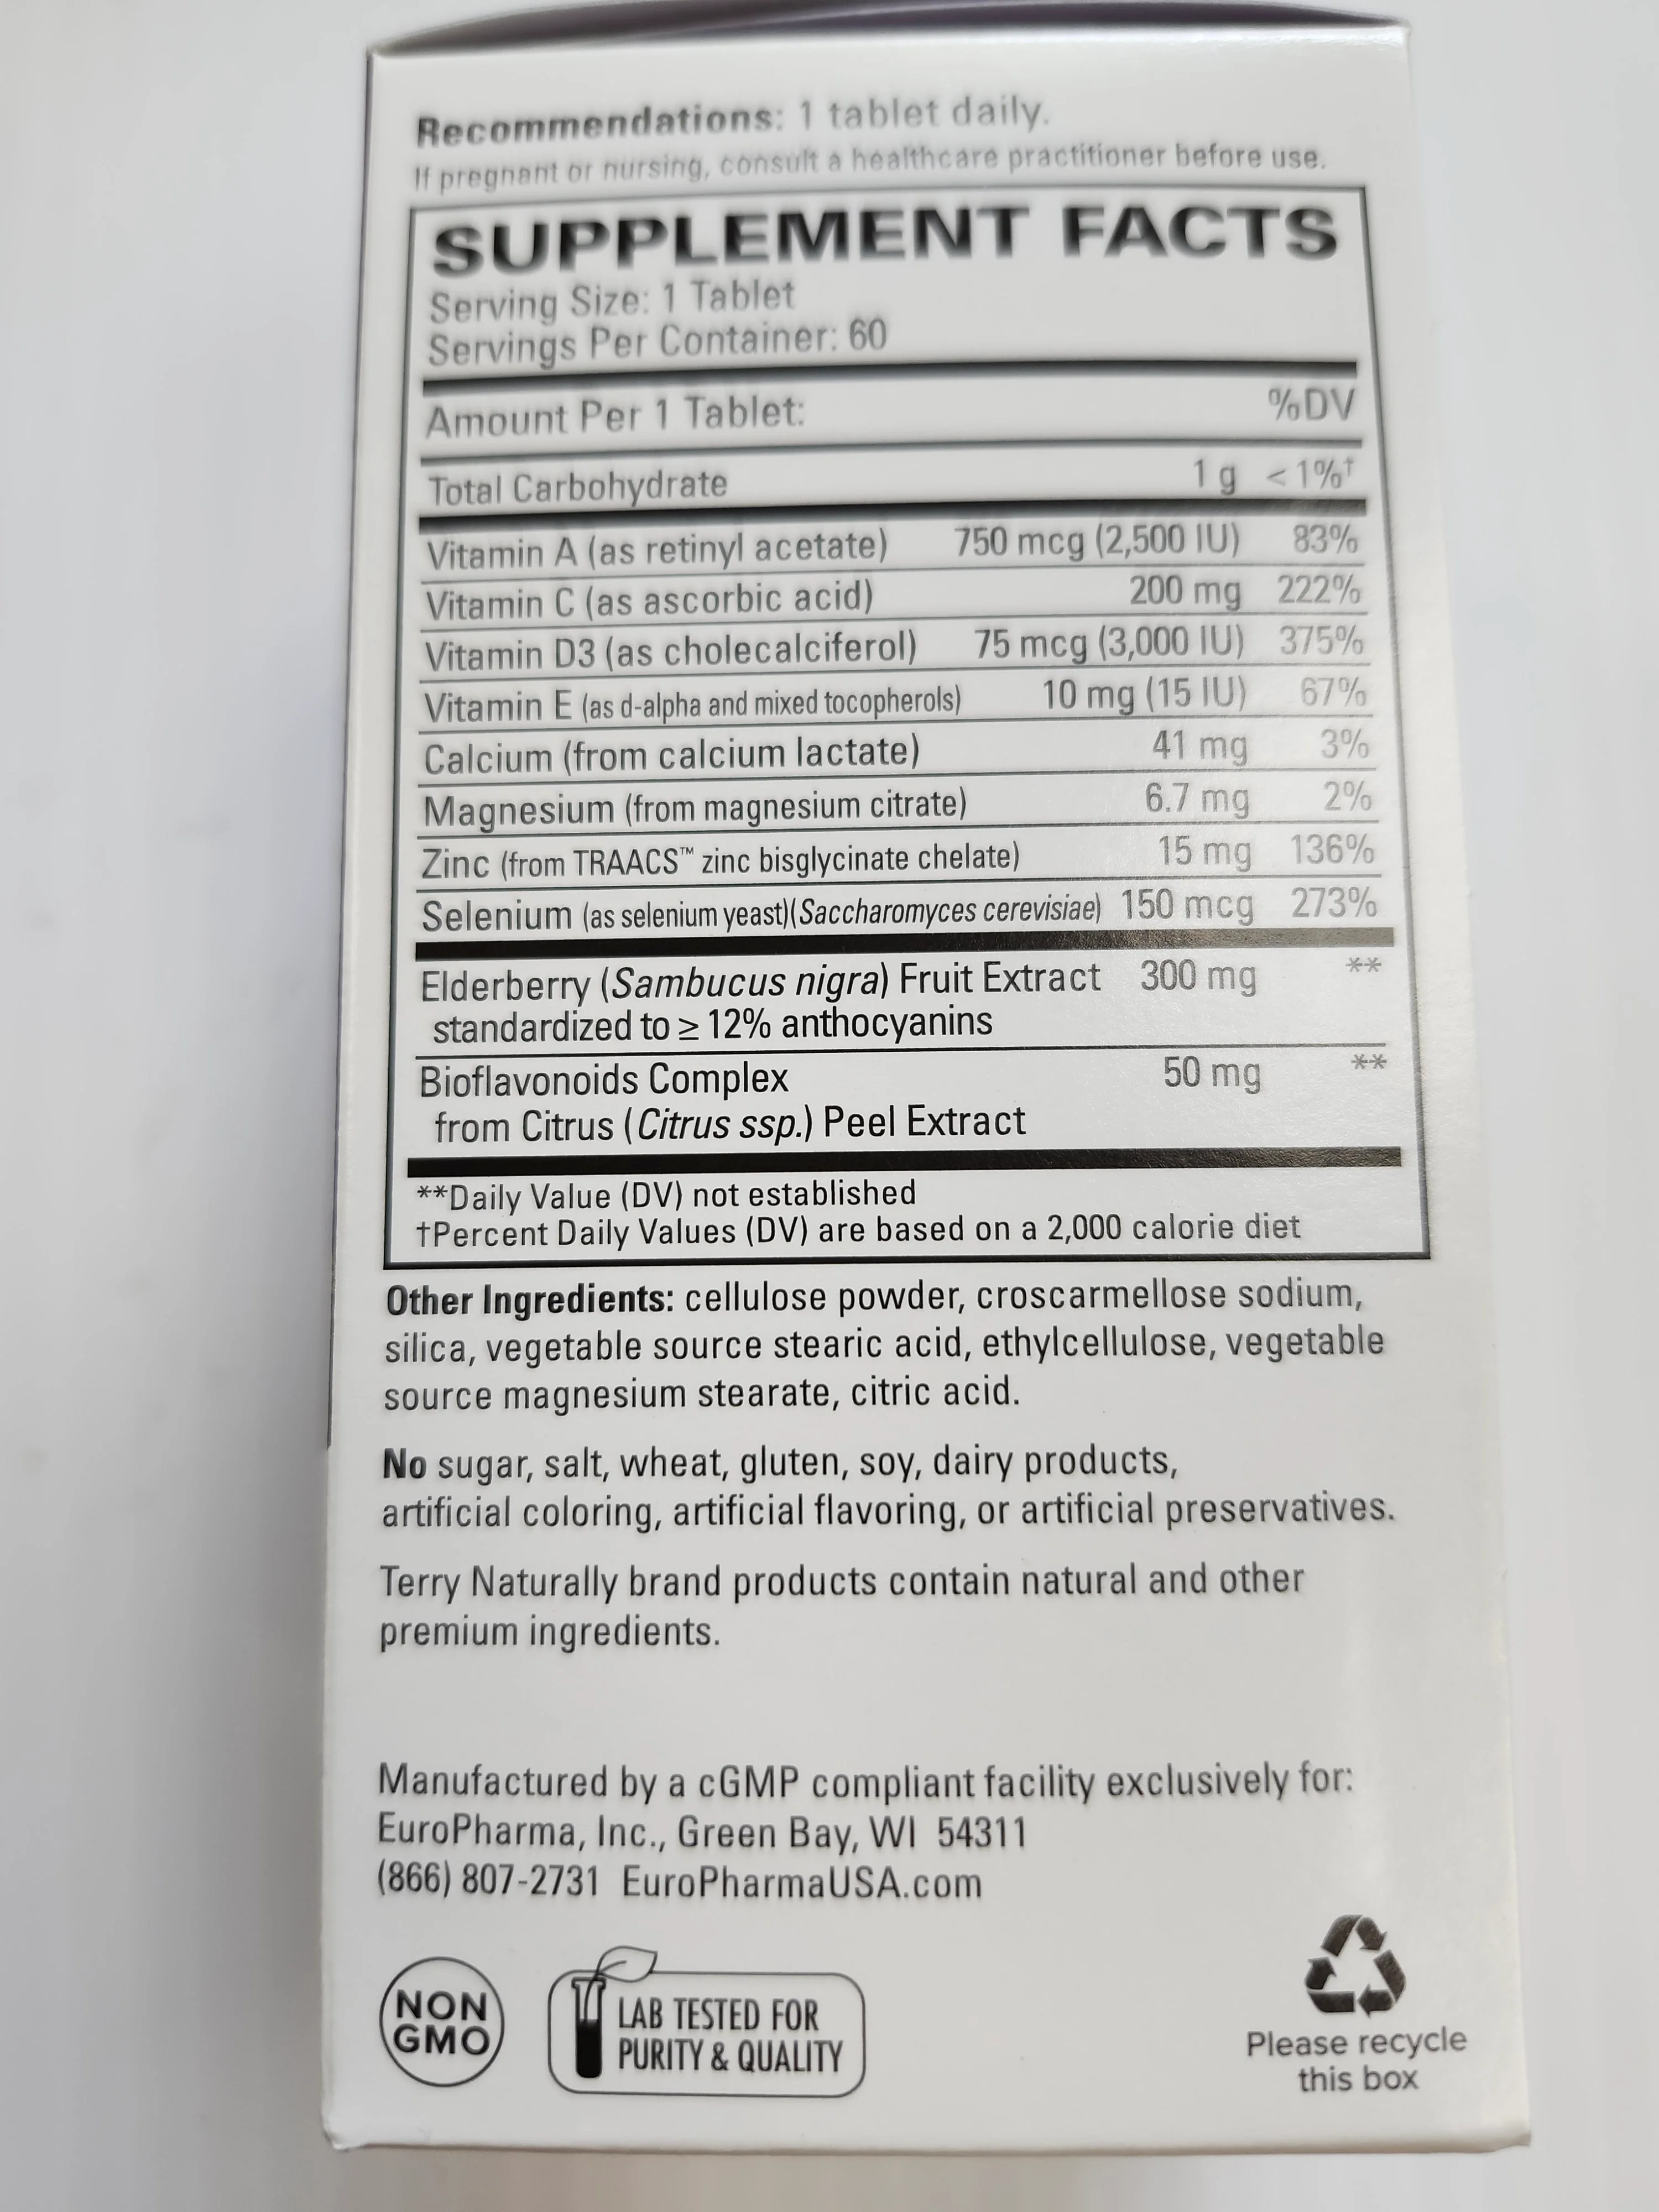 Recommendations: 1 tablet daily.
If pregnant or nursing, consult a healthcare practitioner before use.
SUPPLEMENT FACTS
Serving Size: 1 Tablet
Servings Per Container: 60
Amount Per 1 Tablet: %DV
Total Carbohydrate 1 g <1%†
Vitamin A (as retinyl acetate) 750 mcg (2,500 IU) 83%
Vitamin C (as ascorbic acid) 200 mg 222%
Vitamin D3 (as cholecalciferol) 75 mcg (3,000 IU) 375%
Vitamin E (as d-alpha and mixed tocopherols) 10 mg (15 IU) 67%
Calcium (from calcium lactate) 41 mg 3%
Magnesium (from magnesium citrate) 6.7 mg 2%
Zinc (from TRAACS™ zinc bisglycinate chelate) 15 mg 136%
Selenium (as selenium yeast)(Saccharomyces cerevisiae) 150 mcg 273%
Elderberry (Sambucus nigra) Fruit Extract 300 mg **
standardized to ≥ 12% anthocyanins
Bioflavonoids Complex 50 mg **
from Citrus (Citrus ssp.) Peel Extract
**Daily Value (DV) not established
†Percent Daily Values (DV) are based on a 2,000 calorie diet
Other Ingredients: cellulose powder, croscarmellose sodium,
silica, vegetable source stearic acid, ethylcellulose, vegetable
source magnesium stearate, citric acid.
No sugar, salt, wheat, gluten, soy, dairy products,
artificial coloring, artificial flavoring, or artificial preservatives.
Terry Naturally brand products contain natural and other
premium ingredients.
Manufactured by a cGMP compliant facility exclusively for:
EuroPharma, Inc., Green Bay, WI 54311
(866) 807-2731 EuroPharmaUSA.com
NON
GMO
LAB TESTED FOR
PURITY & QUALITY
Please recycle
this box